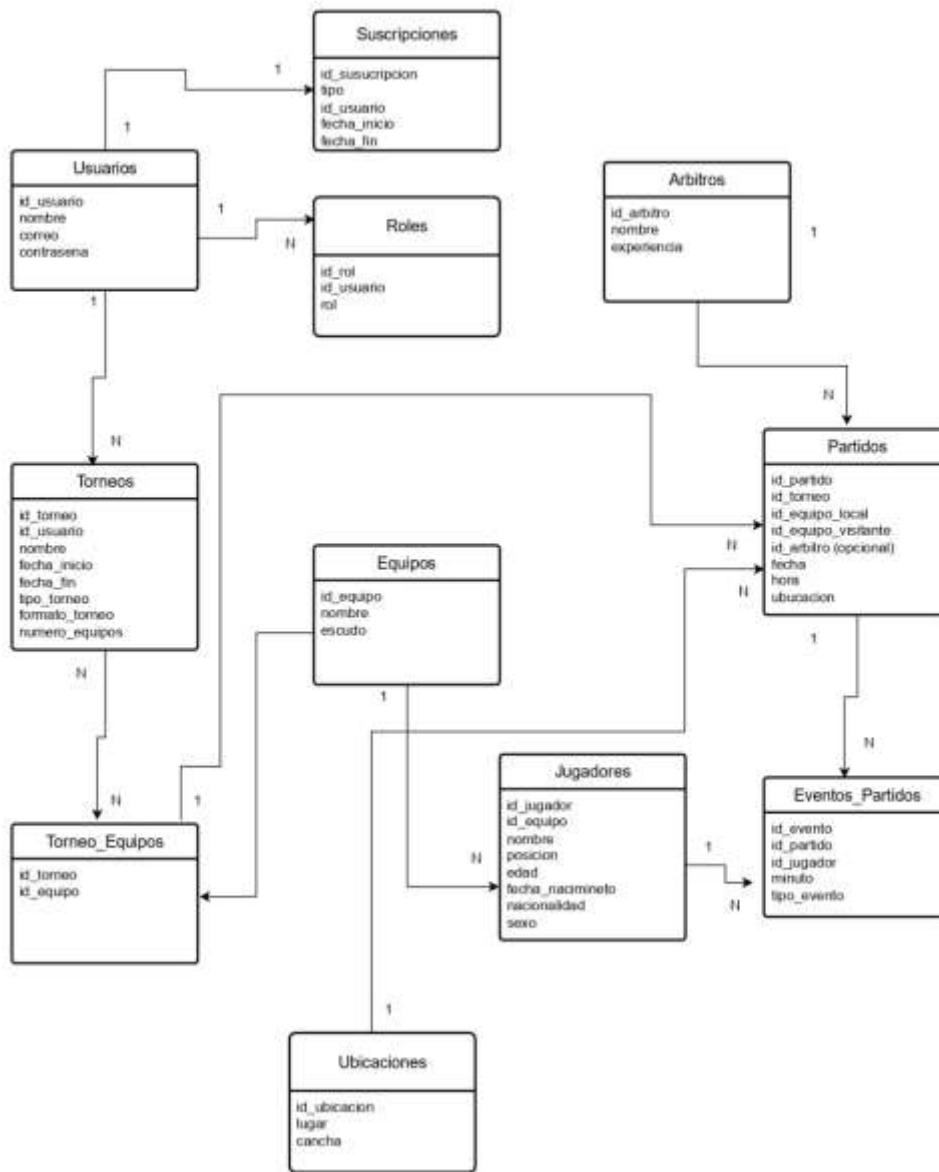 Suscripciones
id_susucripcion
tipo
id_usuario
fecha_inicio
fecha_fin
1
1
Usuarios
id_usuario
nombre
correo
contrasena
1
N
1
Roles
id_rol
id_usuario
rol
Arbitros
id_arbitro
nombre
experiencia
1
N
N
Torneos
id_torneo
id_usuario
nombre
fecha_inicio
fecha_fin
tipo_torneo
formato_torneo
numero_equipos
N
Partidos
id_partido
id_torneo
id_equipo_local
id_equipo_visitante
id_arbitro (opcional)
fecha
hora
ubucacion
N
N
1
Equipos
id_equipo
nombre
escudo
1
N
N
1
Torneo_Equipos
id_torneo
id_equipo
Jugadores
id_jugador
id_equipo
nombre
posicion
edad
fecha_nacimineto
nacionalidad
sexo
N
1
N
Eventos_Partidos
id_evento
id_partido
id_jugador
minuto
tipo_evento
1
Ubicaciones
id_ubicacion
lugar
cancha